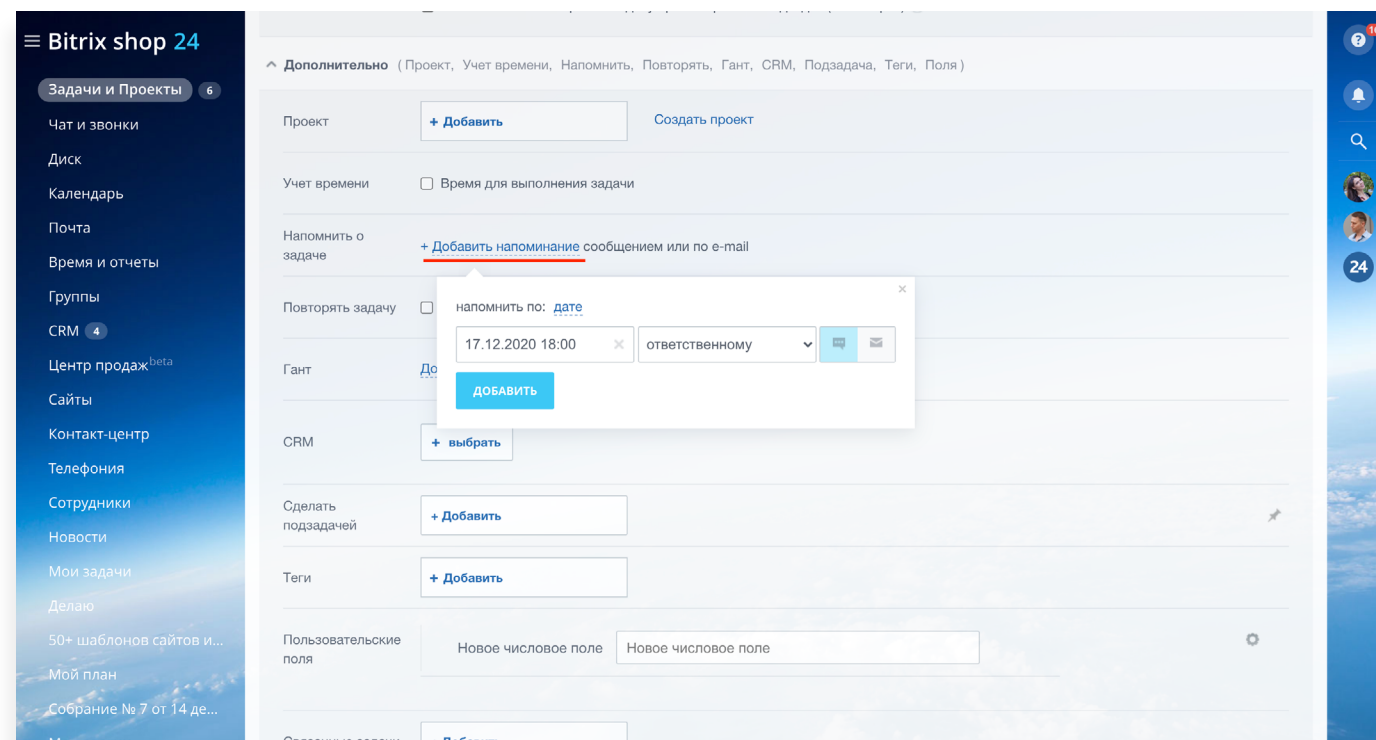 Bitrix shop 24
Задачи и Проекты 6
Чат и звонки
Диск
Календарь
Почта
Время и отчеты
Группы
CRM 4
Центр продаж beta
Сайты
Контакт-центр
Телефония
Сотрудники
Новости
Мои задачи
Делаю
50+ шаблонов сайтов и...
Мой план
Собрание № 7 от 14 де...
Дополнительно (Проект, Учет времени, Напомнить, Повторять, Гант, CRM, Подзадача, Теги, Поля)
Проект
+ Добавить
Создать проект
Учет времени
Время для выполнения задачи
Напомнить о
задаче
+ Добавить напоминание сообщением или по e-mail
Повторять задачу
напомнить по: дате
17.12.2020 18:00
ответственному
ДОБАВИТЬ
Гант
До
CRM
+ выбрать
Сделать
подзадачей
+ Добавить
Теги
+ Добавить
Пользовательские
поля
Новое числовое поле
Новое числовое поле
24